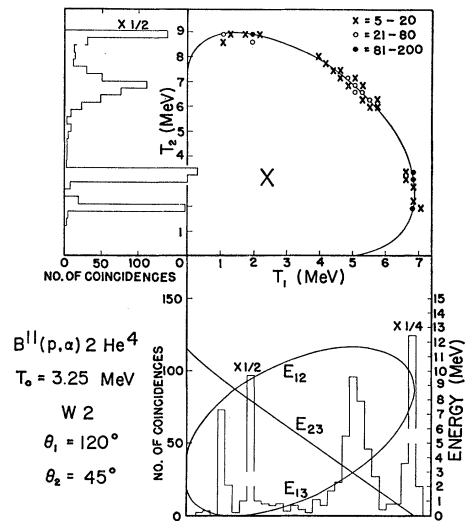 X 1/2
x = 5 - 20
o = 21 - 80
• = 81 - 200
9
8
7
6
5
4
3
2
1
T₂ (MeV)
X
0 50 100
NO. OF COINCIDENCES
0 1 2 3 4 5 6 7
T₁ (MeV)
B¹¹(p,α) 2 He⁴
T₀ = 3.25 MeV
W 2
θ₁ = 120°
θ₂ = 45°
150
100
50
0
NO. OF COINCIDENCES
X 1/2
X 1/4
E₁₂
E₂₃
E₁₃
15
14
13
12
11
10
9
8
7
6
5
4
3
2
1
0
ENERGY (MeV)